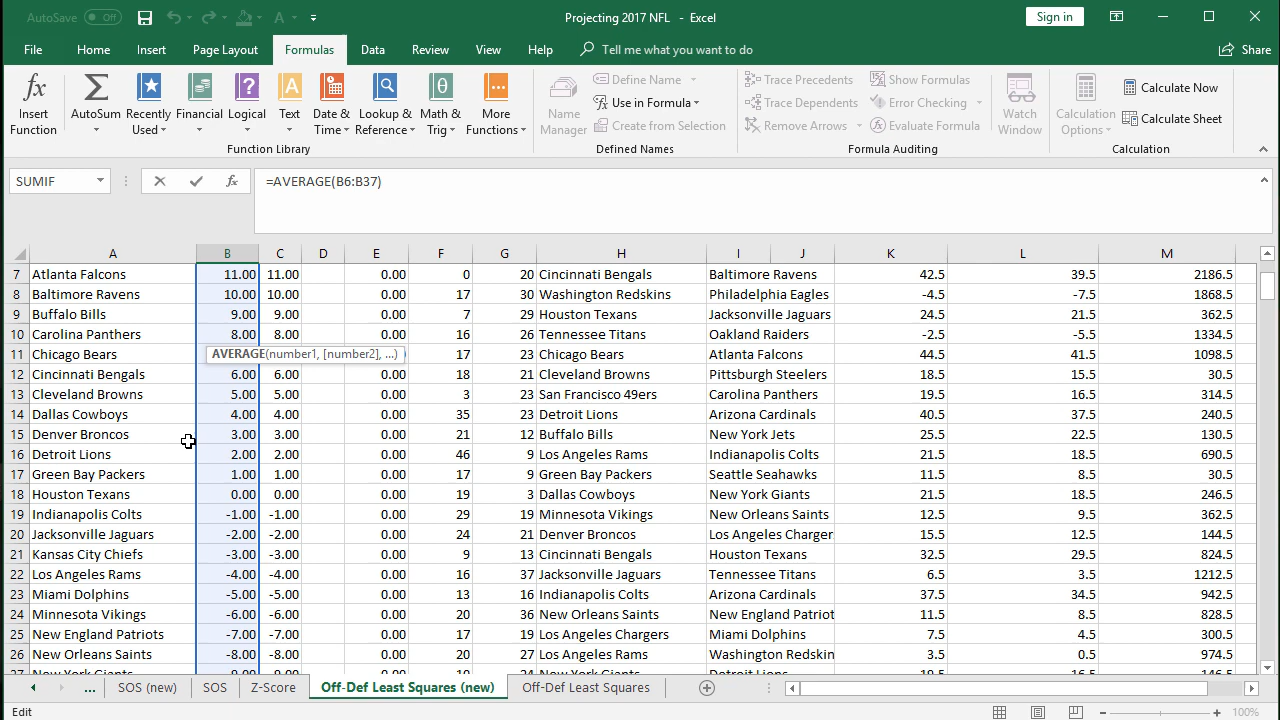 AutoSave Off Projecting 2017 NFL - Excel Sign in
File Home Insert Page Layout Formulas Data Review View Help Tell me what you want to do Share
fx Σ ? A θ
Insert Function AutoSum Recently Used Financial Logical Text Date & Time Lookup & Reference Math & Trig More Functions
Function Library
Name Manager Define Name Use in Formula Create from Selection
Defined Names
Trace Precedents Show Formulas
Trace Dependents Error Checking
Remove Arrows Evaluate Formula
Watch Window
Formula Auditing
Calculation Options Calculate Now Calculate Sheet
Calculation
SUMIF fx =AVERAGE(B6:B37)
A B C D E F G H I J K L M
7 Atlanta Falcons 11.00 11.00 0.00 0 20 Cincinnati Bengals Baltimore Ravens 42.5 39.5 2186.5
8 Baltimore Ravens 10.00 10.00 0.00 17 30 Washington Redskins Philadelphia Eagles -4.5 -7.5 1868.5
9 Buffalo Bills 9.00 9.00 0.00 7 29 Houston Texans Jacksonville Jaguars 24.5 21.5 362.5
10 Carolina Panthers 8.00 8.00 0.00 16 26 Tennessee Titans Oakland Raiders -2.5 -5.5 1334.5
11 Chicago Bears AVERAGE(number1, [number2], ...) 17 23 Chicago Bears Atlanta Falcons 44.5 41.5 1098.5
12 Cincinnati Bengals 6.00 6.00 0.00 18 21 Cleveland Browns Pittsburgh Steelers 18.5 15.5 30.5
13 Cleveland Browns 5.00 5.00 0.00 3 23 San Francisco 49ers Carolina Panthers 19.5 16.5 314.5
14 Dallas Cowboys 4.00 4.00 0.00 35 23 Detroit Lions Arizona Cardinals 40.5 37.5 240.5
15 Denver Broncos 3.00 3.00 0.00 21 12 Buffalo Bills New York Jets 25.5 22.5 130.5
16 Detroit Lions 2.00 2.00 0.00 46 9 Los Angeles Rams Indianapolis Colts 21.5 18.5 690.5
17 Green Bay Packers 1.00 1.00 0.00 17 9 Green Bay Packers Seattle Seahawks 11.5 8.5 30.5
18 Houston Texans 0.00 0.00 0.00 19 3 Dallas Cowboys New York Giants 21.5 18.5 246.5
19 Indianapolis Colts -1.00 -1.00 0.00 29 19 Minnesota Vikings New Orleans Saints 12.5 9.5 362.5
20 Jacksonville Jaguars -2.00 -2.00 0.00 24 21 Denver Broncos Los Angeles Charger 15.5 12.5 144.5
21 Kansas City Chiefs -3.00 -3.00 0.00 9 13 Cincinnati Bengals Houston Texans 32.5 29.5 824.5
22 Los Angeles Rams -4.00 -4.00 0.00 16 37 Jacksonville Jaguars Tennessee Titans 6.5 3.5 1212.5
23 Miami Dolphins -5.00 -5.00 0.00 13 16 Indianapolis Colts Arizona Cardinals 37.5 34.5 942.5
24 Minnesota Vikings -6.00 -6.00 0.00 20 36 New Orleans Saints New England Patriot 11.5 8.5 828.5
25 New England Patriots -7.00 -7.00 0.00 17 19 Los Angeles Chargers Miami Dolphins 7.5 4.5 300.5
26 New Orleans Saints -8.00 -8.00 0.00 20 27 Los Angeles Rams Washington Redskin 3.5 0.5 974.5
... SOS (new) SOS Z-Score Off-Def Least Squares (new) Off-Def Least Squares
Edit 100%